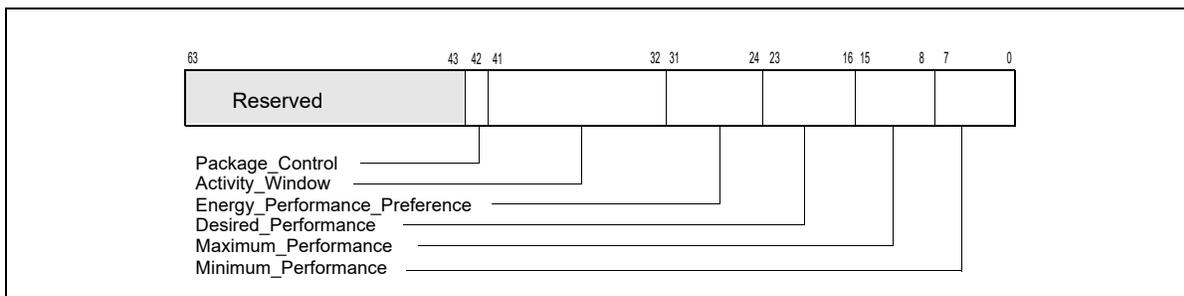 63 43 42 41 32 31 24 23 16 15 8 7 0
Reserved
Package_Control
Activity_Window
Energy_Performance_Preference
Desired_Performance
Maximum_Performance
Minimum_Performance